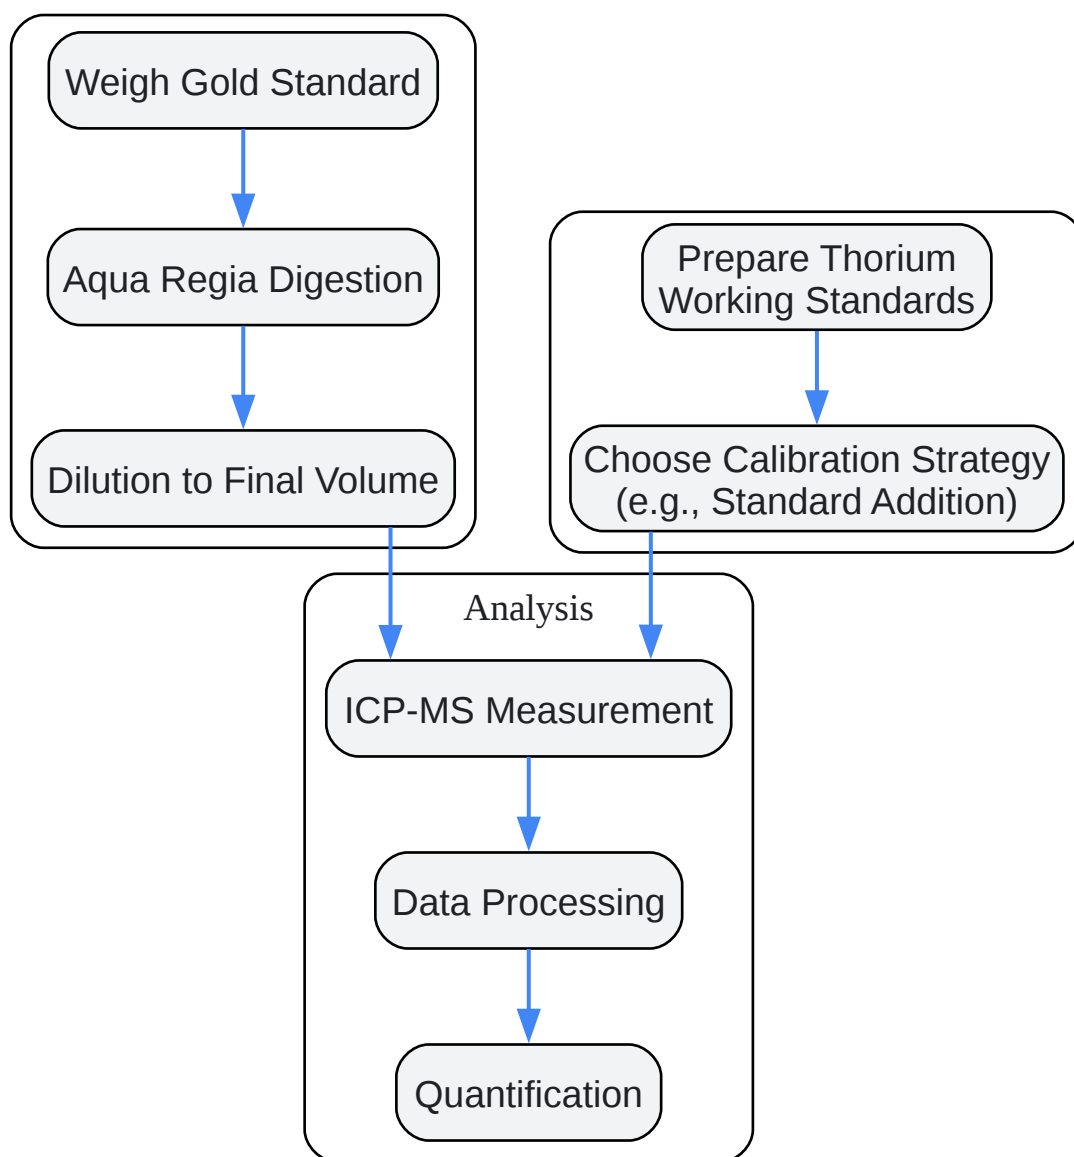 Weigh Gold Standard
Aqua Regia Digestion
Dilution to Final Volume
Prepare Thorium
Working Standards
Choose Calibration Strategy
(e.g., Standard Addition)
Analysis
ICP-MS Measurement
Data Processing
Quantification